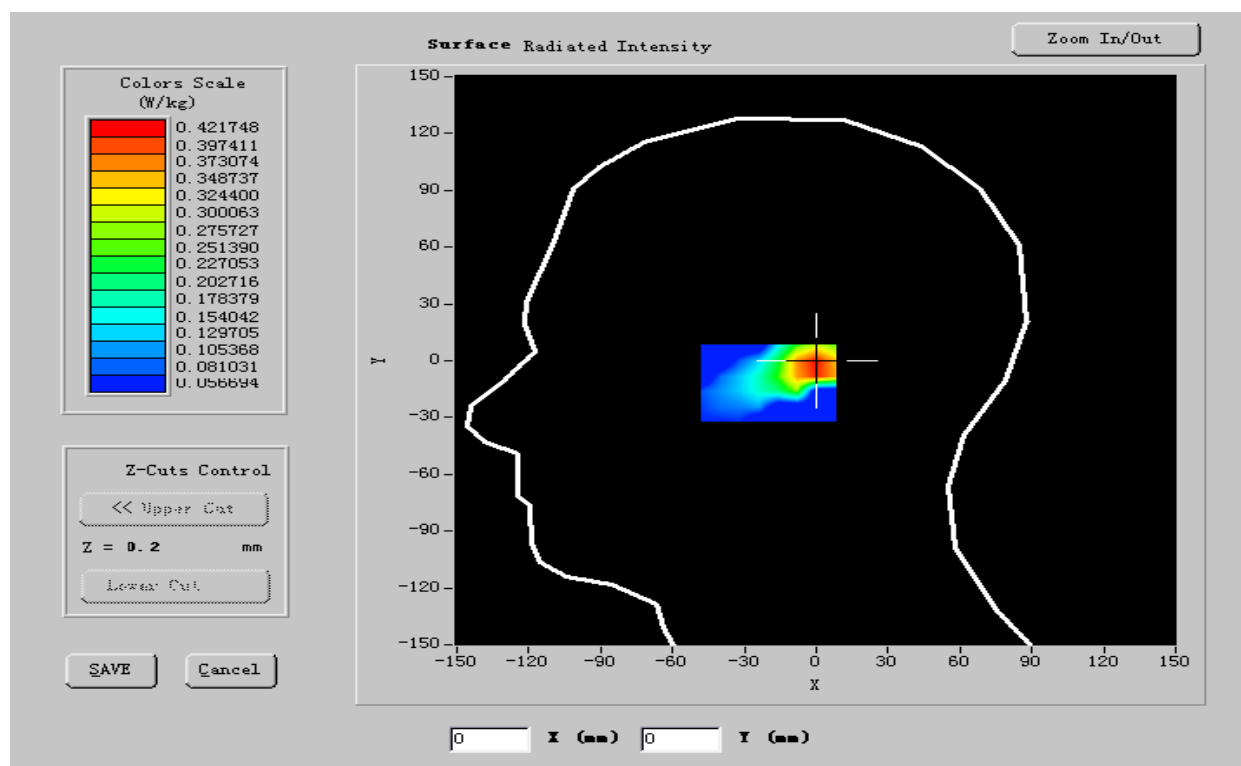 Surface Radiated Intensity
Zoom In/Out
Colors Scale
(W/kg)
0.421748
0.397411
0.373074
0.348737
0.324400
0.300063
0.275727
0.251390
0.227053
0.202716
0.178379
0.154042
0.129705
0.105368
0.081031
0.056694
Z-Cuts Control
<< Upper Cut
Z = 0.2 mm
Lower Cut
SAVE
Cancel
150
120
90
60
30
0
-30
-60
-90
-120
-150
Y
-150 -120 -90 -60 -30 0 30 60 90 120 150
X
0 X (mm) 0 Y (mm)